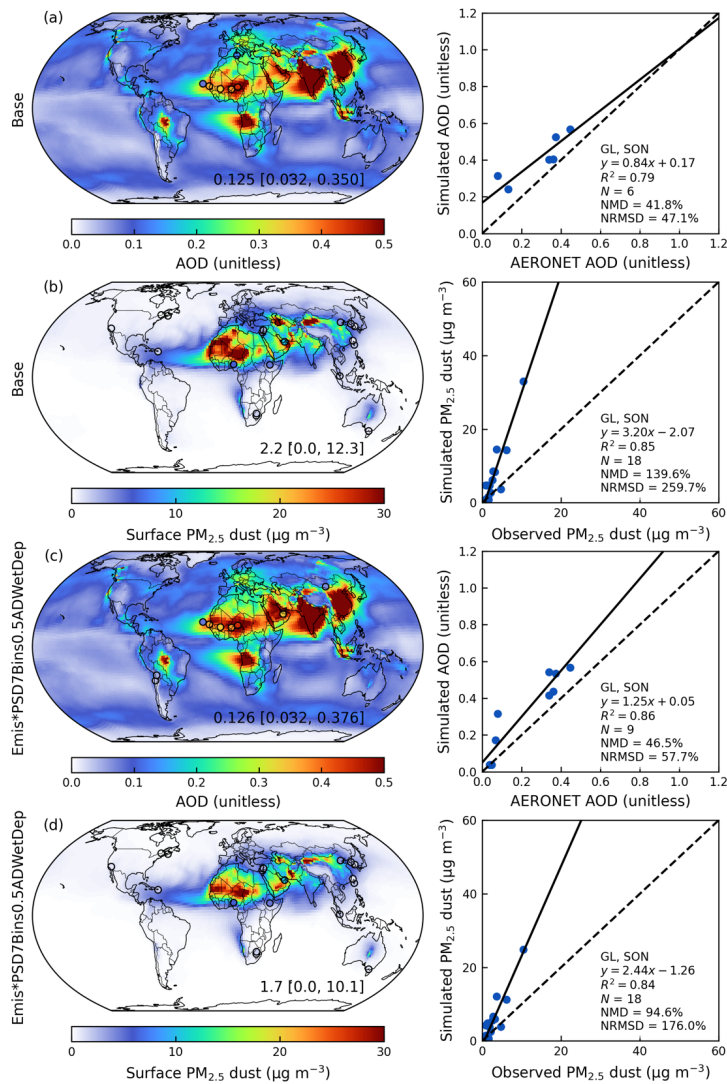 (a)
Base
0.125 [0.032, 0.350]
0.0 0.1 0.2 0.3 0.4 0.5
AOD (unitless)
1.2
1.0
0.8
0.6
0.4
0.2
0.0
Simulated AOD (unitless)
GL, SON
y = 0.84x + 0.17
R² = 0.79
N = 6
NMD = 41.8%
NRMSD = 47.1%
0.0 0.2 0.4 0.6 0.8 1.0 1.2
AERONET AOD (unitless)
(b)
Base
2.2 [0.0, 12.3]
0 10 20 30
Surface PM₂.₅ dust (μg m⁻³)
60
40
20
0
Simulated PM₂.₅ dust (μg m⁻³)
GL, SON
y = 3.20x − 2.07
R² = 0.85
N = 18
NMD = 139.6%
NRMSD = 259.7%
0 20 40 60
Observed PM₂.₅ dust (μg m⁻³)
(c)
Emis*PSD7Bins0.5ADWetDep
0.126 [0.032, 0.376]
0.0 0.1 0.2 0.3 0.4 0.5
AOD (unitless)
1.2
1.0
0.8
0.6
0.4
0.2
0.0
Simulated AOD (unitless)
GL, SON
y = 1.25x + 0.05
R² = 0.86
N = 9
NMD = 46.5%
NRMSD = 57.7%
0.0 0.2 0.4 0.6 0.8 1.0 1.2
AERONET AOD (unitless)
(d)
Emis*PSD7Bins0.5ADWetDep
1.7 [0.0, 10.1]
0 10 20 30
Surface PM₂.₅ dust (μg m⁻³)
60
40
20
0
Simulated PM₂.₅ dust (μg m⁻³)
GL, SON
y = 2.44x − 1.26
R² = 0.84
N = 18
NMD = 94.6%
NRMSD = 176.0%
0 20 40 60
Observed PM₂.₅ dust (μg m⁻³)